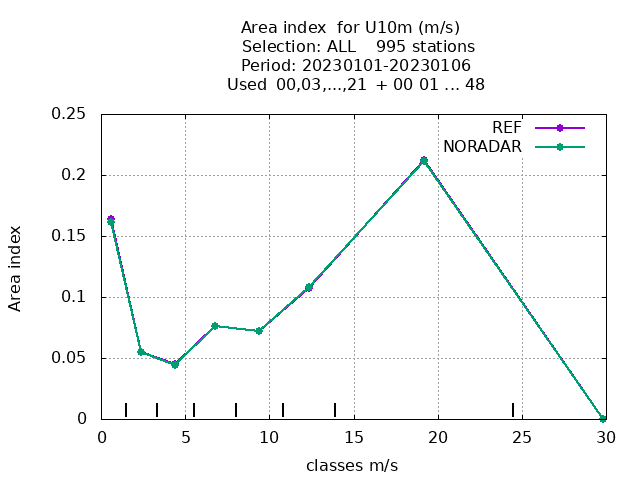 Area index  for U10m (m/s)
Selection: ALL    995 stations
Period: 20230101-20230106
Used  00,03,...,21  + 00 01 ... 48
REF
NORADAR
0.25
0.2
0.15
0.1
0.05
0
Area index
0 5 10 15 20 25 30
classes m/s